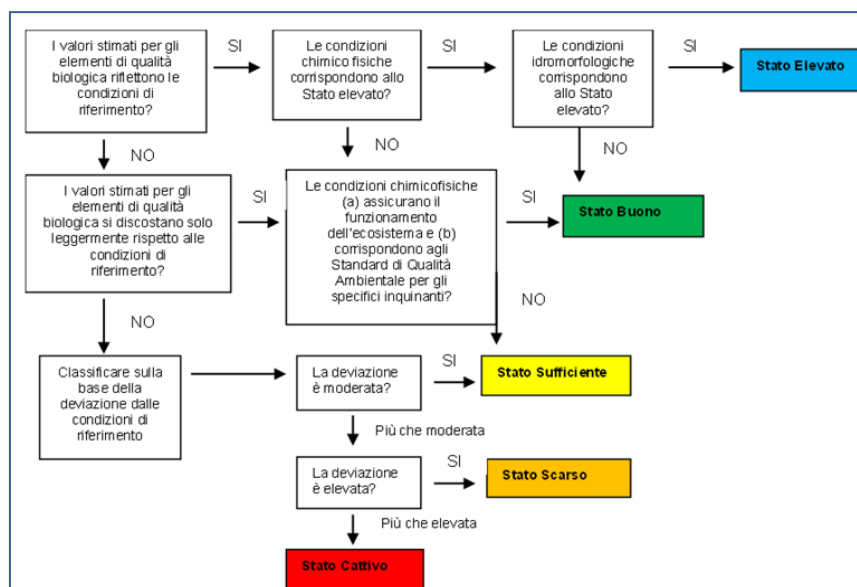 I valori stimati per gli
elementi di qualità
biologica riflettono le
condizioni di
riferimento?
SI
Le condizioni
chimico fisiche
corrispondono allo
Stato elevato?
SI
Le condizioni
idromorfologiche
corrispondono
allo Stato
elevato?
SI
Stato Elevato
NO
NO
NO
I valori stimati per gli
elementi di qualità
biologica si discostano solo
leggermente rispetto alle
condizioni di
riferimento?
SI
Le condizioni chimicofisiche
(a) assicurano il
funzionamento
dell'ecosistema e (b)
corrispondono agli
Standard di Qualità
Ambientale per gli
specifici inquinanti?
SI
Stato Buono
NO
NO
Classificare sulla
base della
deviazione dalle
condizioni di
riferimento
La deviazione
è moderata?
SI
Stato Sufficiente
Più che moderata
La deviazione
è elevata?
SI
Stato Scarso
Più che elevata
Stato Cattivo